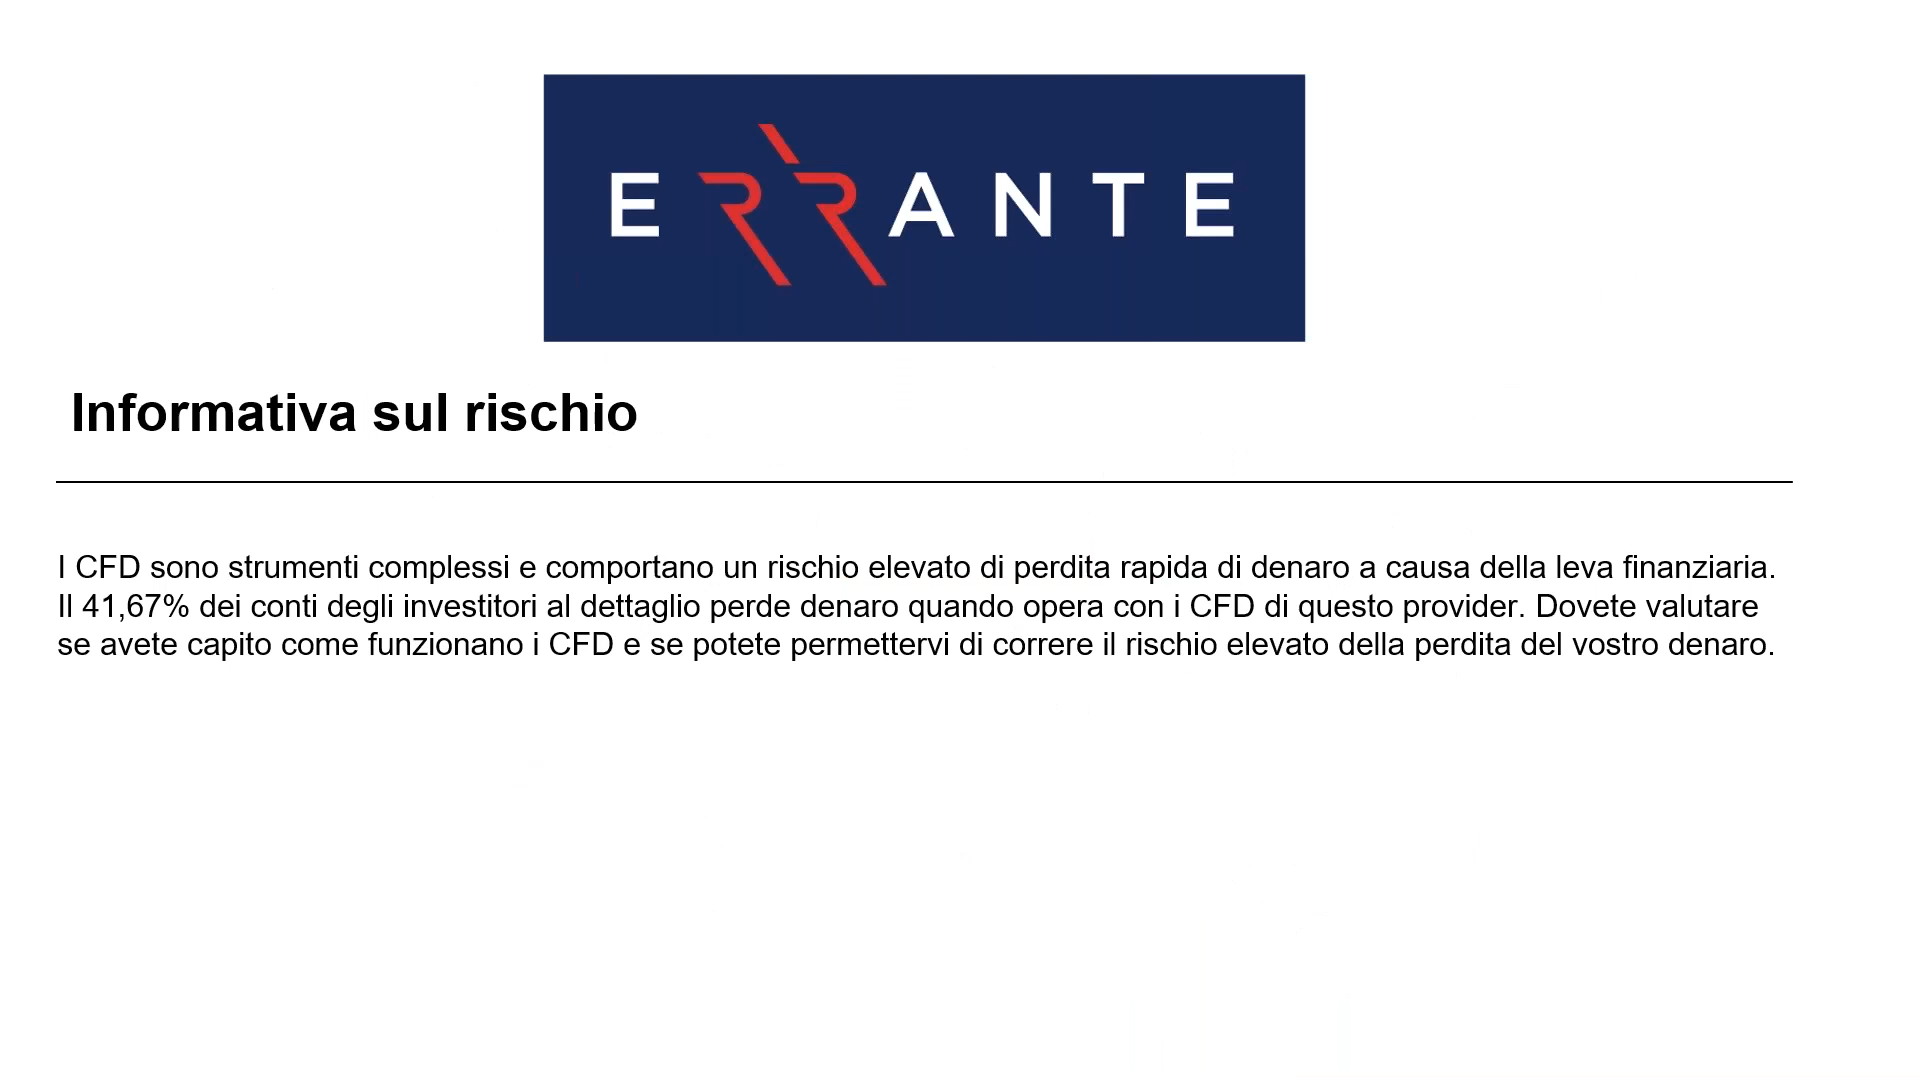 ERRANTE
Informativa sul rischio
I CFD sono strumenti complessi e comportano un rischio elevato di perdita rapida di denaro a causa della leva finanziaria.
Il 41,67% dei conti degli investitori al dettaglio perde denaro quando opera con i CFD di questo provider. Dovete valutare
se avete capito come funzionano i CFD e se potete permettervi di correre il rischio elevato della perdita del vostro denaro.